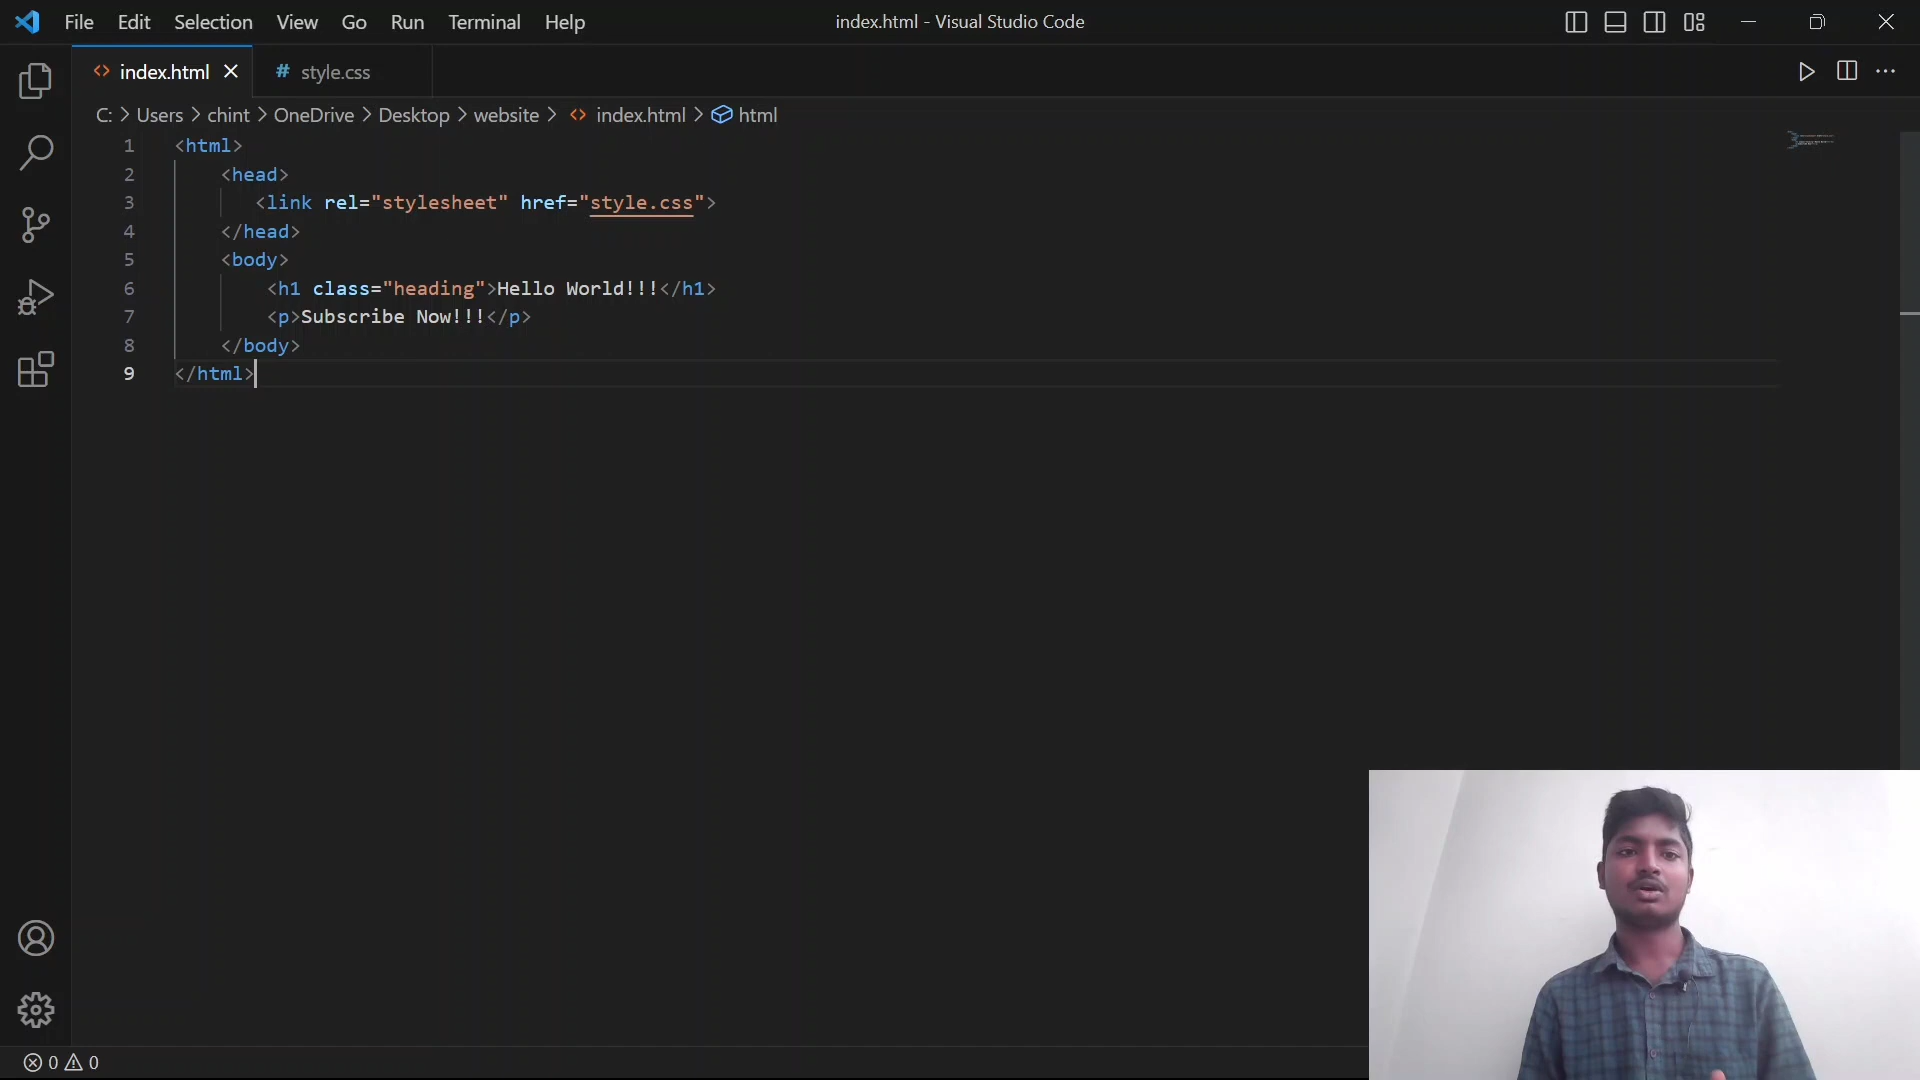 File Edit Selection View Go Run Terminal Help index.html - Visual Studio Code
index.html style.css
C: > Users > chint > OneDrive > Desktop > website > index.html > html
1 <html>
2 <head>
3 <link rel="stylesheet" href="style.css">
4 </head>
5 <body>
6 <h1 class="heading">Hello World!!!</h1>
7 <p>Subscribe Now!!!</p>
8 </body>
9 </html>
0 0